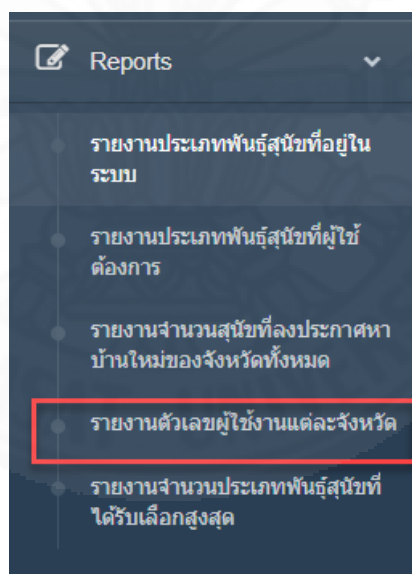 Reports
รายงานประเภทพันธุ์สุนัขที่อยู่ใน
ระบบ
รายงานประเภทพันธุ์สุนัขที่ผู้ใช้
ต้องการ
รายงานจำนวนสุนัขที่ลงประกาศหา
บ้านใหม่ของจังหวัดทั้งหมด
รายงานตัวเลขผู้ใช้งานแต่ละจังหวัด
รายงานจำนวนประเภทพันธุ์สุนัขที่
ได้รับเลือกสูงสุด